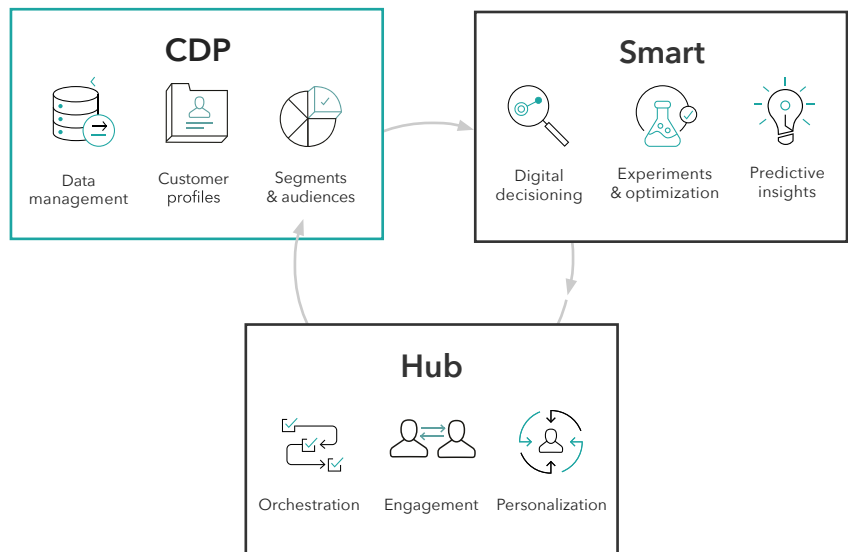 CDP
Data
management
Customer
profiles
Segments
& audiences
Smart
Digital
decisioning
Experiments
& optimization
Predictive
insights
Hub
Orchestration
Engagement
Personalization